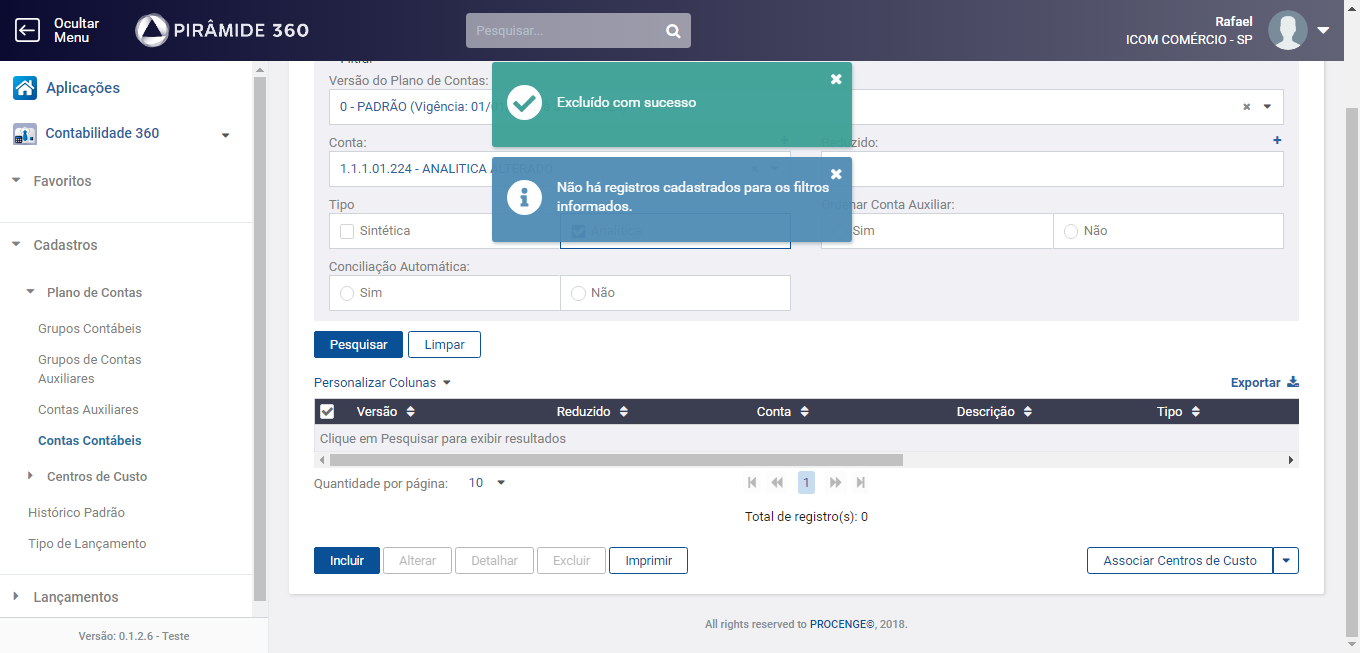 Ocultar
Menu
PIRÂMIDE 360
Pesquisar...
Rafael
ICOM COMÉRCIO - SP
Aplicações
Contabilidade 360
Favoritos
Cadastros
Plano de Contas
Grupos Contábeis
Grupos de Contas
Auxiliares
Contas Auxiliares
Contas Contábeis
Centros de Custo
Histórico Padrão
Tipo de Lançamento
Lançamentos
Versão: 0.1.2.6 - Teste
Filtrar
Versão do Plano de Contas:
0 - PADRÃO (Vigência: 01/
Excluído com sucesso
Conta:
1.1.1.01.224 - ANALITICA ALTERADO
Não há registros cadastrados para os filtros
informados.
Tipo
Sintética
Analítica
Conta Auxiliar:
Sim
Não
Conciliação Automática:
Sim
Não
Pesquisar
Limpar
Personalizar Colunas
Exportar
Versão
Reduzido
Conta
Descrição
Tipo
Clique em Pesquisar para exibir resultados
Quantidade por página:
10
1
Total de registro(s): 0
Incluir
Alterar
Detalhar
Excluir
Imprimir
Associar Centros de Custo
All rights reserved to PROCENGE©, 2018.